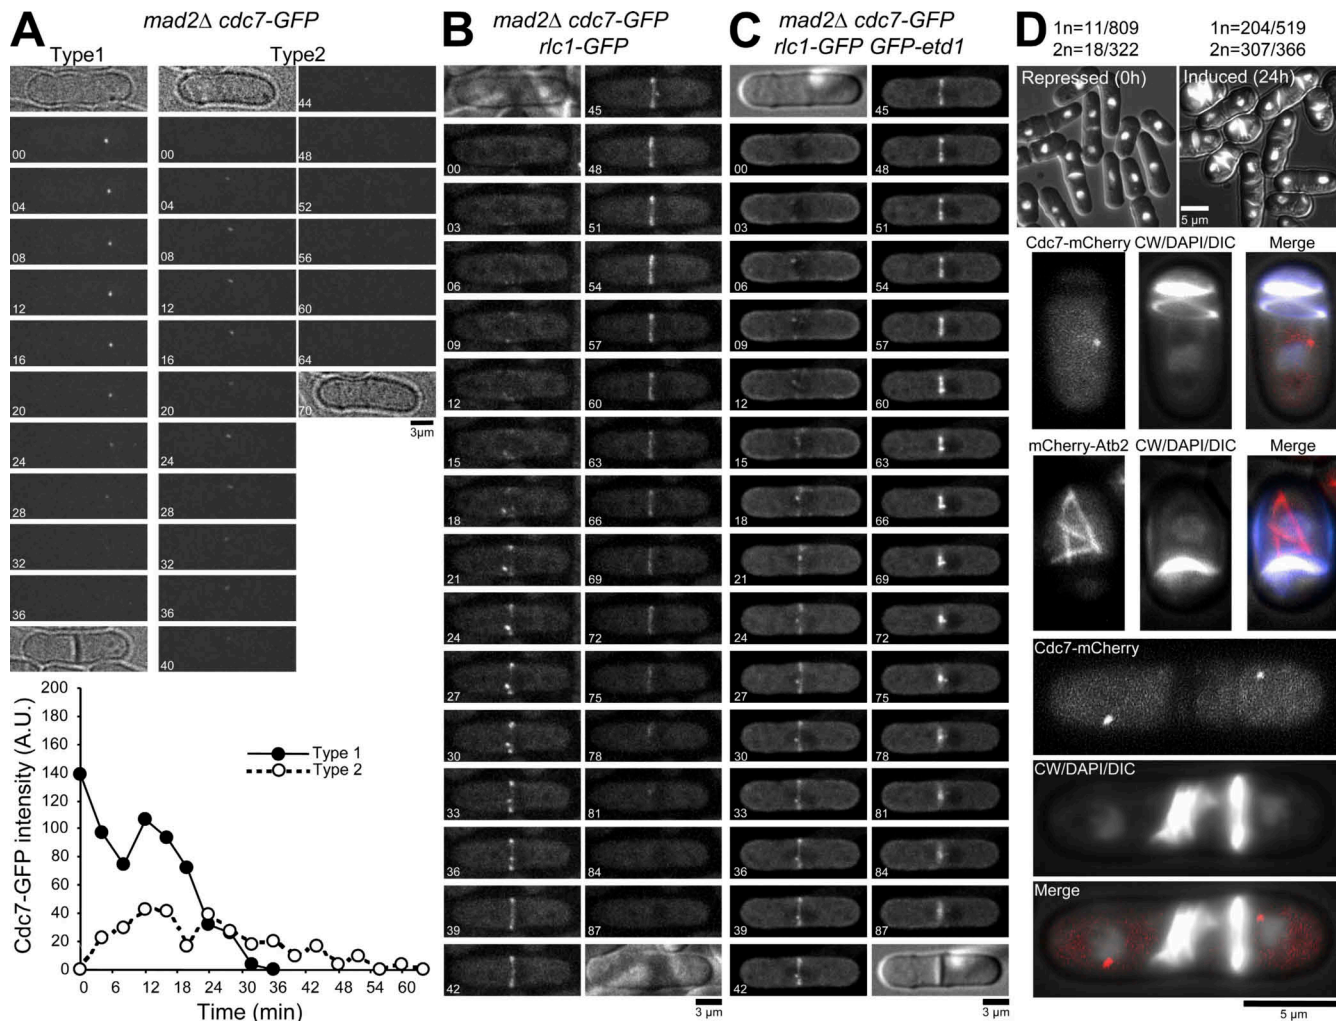 A
mad2Δ cdc7-GFP
Type1
Type2
00
04
08
12
16
20
24
28
32
36
00
04
08
12
16
20
24
28
32
36
40
44
48
52
56
60
64
70
3μm
200
180
160
140
120
100
80
60
40
20
0
Cdc7-GFP intensity (A.U.)
Type 1
Type 2
0 6 12 18 24 30 36 42 48 54 60
Time (min)
B
mad2Δ cdc7-GFP
rlc1-GFP
00
03
06
09
12
15
18
21
24
27
30
33
36
39
42
45
48
51
54
57
60
63
66
69
72
75
78
81
84
87
3 μm
C
mad2Δ cdc7-GFP
rlc1-GFP GFP-etd1
00
03
06
09
12
15
18
21
24
27
30
33
36
39
42
45
48
51
54
57
60
63
66
69
72
75
78
81
84
87
3 μm
D
1n=11/809
2n=18/322
1n=204/519
2n=307/366
Repressed (0h)
Induced (24h)
5 μm
Cdc7-mCherry
CW/DAPI/DIC
Merge
mCherry-Atb2
CW/DAPI/DIC
Merge
Cdc7-mCherry
CW/DAPI/DIC
Merge
5 μm